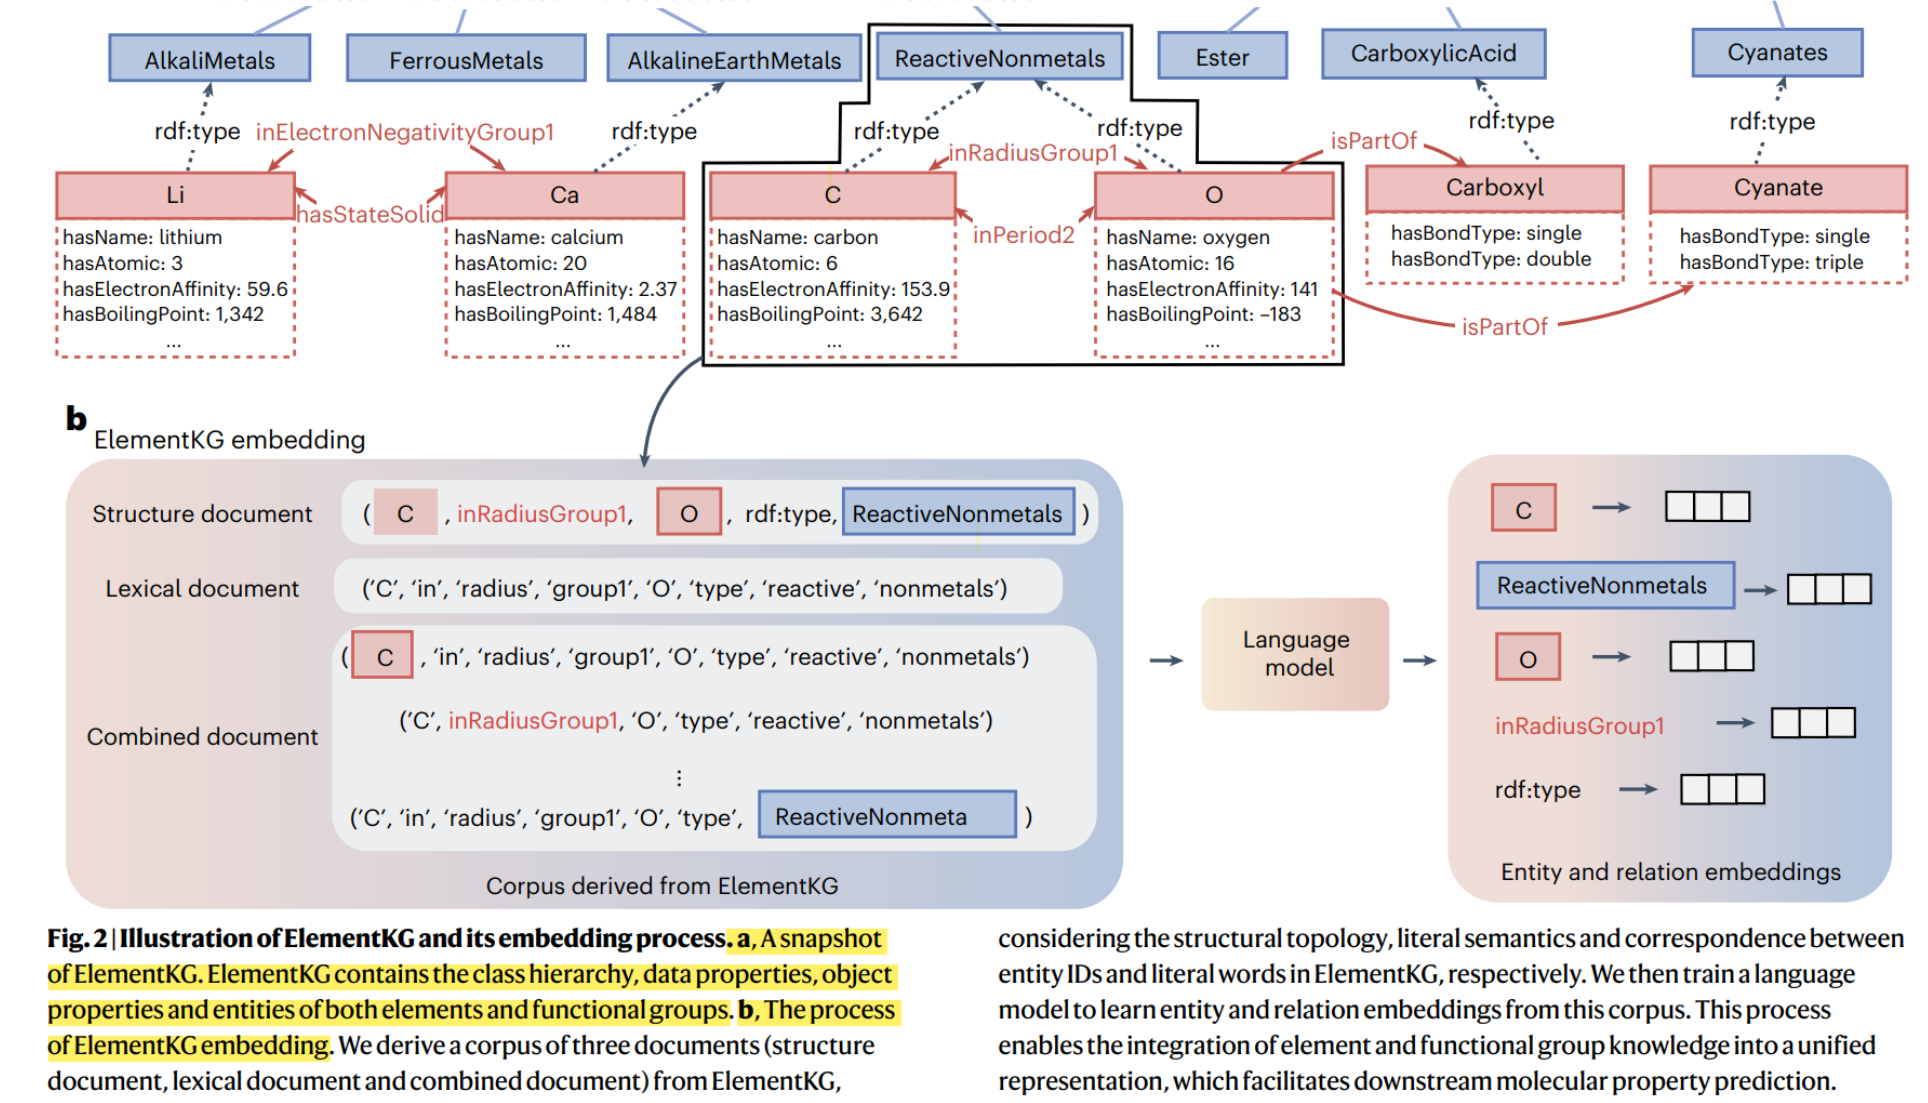 AlkaliMetals
FerrousMetals
AlkalineEarthMetals
ReactiveNonmetals
Ester
CarboxylicAcid
Cyanates
rdf:type
inElectronNegativityGroup1
rdf:type
rdf:type
rdf:type
inRadiusGroup1
isPartOf
rdf:type
rdf:type
Li
hasStateSolid
Ca
C
inPeriod2
O
Carboxyl
Cyanate
hasName: lithium
hasAtomic: 3
hasElectronAffinity: 59.6
hasBoilingPoint: 1,342
...
hasName: calcium
hasAtomic: 20
hasElectronAffinity: 2.37
hasBoilingPoint: 1,484
...
hasName: carbon
hasAtomic: 6
hasElectronAffinity: 153.9
hasBoilingPoint: 3,642
...
hasName: oxygen
hasAtomic: 16
hasElectronAffinity: 141
hasBoilingPoint: –183
...
hasBondType: single
hasBondType: double
hasBondType: single
hasBondType: triple
isPartOf
b
ElementKG embedding
Structure document
( C , inRadiusGroup1, O , rdf:type, ReactiveNonmetals )
Lexical document
(‘C’, ‘in’, ‘radius’, ‘group1’, ‘O’, ‘type’, ‘reactive’, ‘nonmetals’)
Combined document
( C , ‘in’, ‘radius’, ‘group1’, ‘O’, ‘type’, ‘reactive’, ‘nonmetals’)
(‘C’, inRadiusGroup1, ‘O’, ‘type’, ‘reactive’, ‘nonmetals’)
⋮
(‘C’, ‘in’, ‘radius’, ‘group1’, ‘O’, ‘type’, ReactiveNonmeta )
Corpus derived from ElementKG
Language
model
C
ReactiveNonmetals
O
inRadiusGroup1
rdf:type
Entity and relation embeddings
Fig. 2 | Illustration of ElementKG and its embedding process. a, A snapshot
of ElementKG. ElementKG contains the class hierarchy, data properties, object
properties and entities of both elements and functional groups. b, The process
of ElementKG embedding. We derive a corpus of three documents (structure
document, lexical document and combined document) from ElementKG,
considering the structural topology, literal semantics and correspondence between
entity IDs and literal words in ElementKG, respectively. We then train a language
model to learn entity and relation embeddings from this corpus. This process
enables the integration of element and functional group knowledge into a unified
representation, which facilitates downstream molecular property prediction.